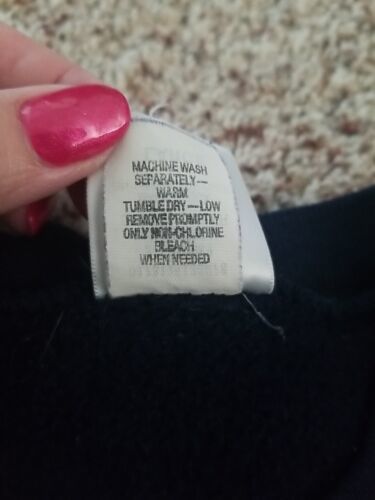 MACHINE WASH
SEPARATELY—
WARM
TUMBLE DRY — LOW
REMOVE PROMPTLY
ONLY NON-CHLORINE
BLEACH
WHEN NEEDED